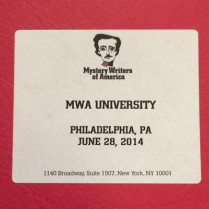 Mystery Writers
of America
MWA UNIVERSITY
PHILADELPHIA, PA
JUNE 28, 2014
1140 Broadway, Suite 1507, New York, NY 10001